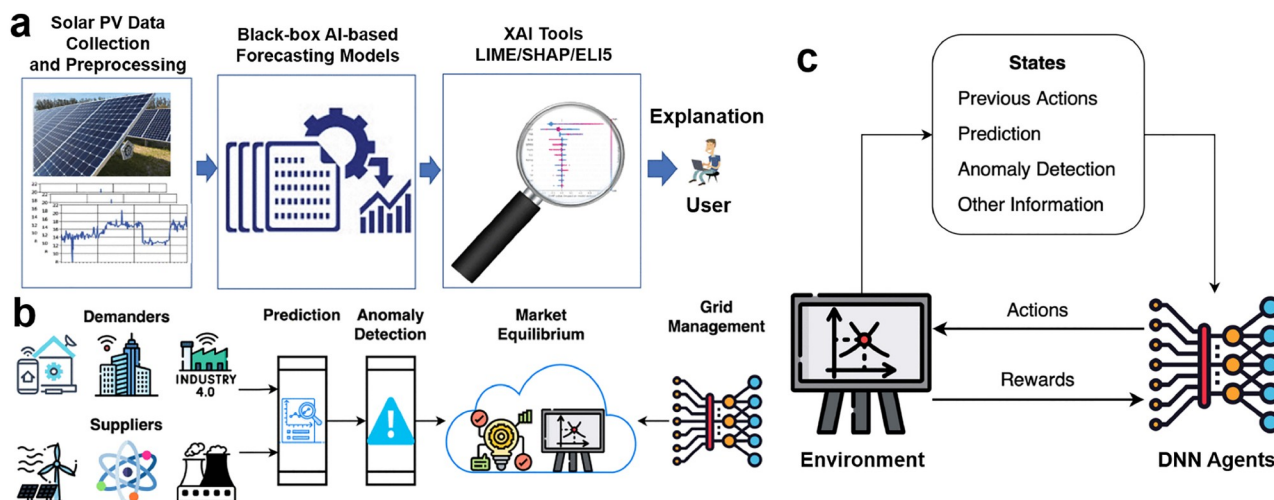 a
Solar PV Data
Collection
and Preprocessing
Black-box AI-based
Forecasting Models
XAI Tools
LIME/SHAP/ELI5
Explanation
User
b
Demanders
INDUSTRY
4.0
Suppliers
Prediction
Anomaly
Detection
Market
Equilibrium
Grid
Management
c
States
Previous Actions
Prediction
Anomaly Detection
Other Information
Actions
Rewards
Environment
DNN Agents